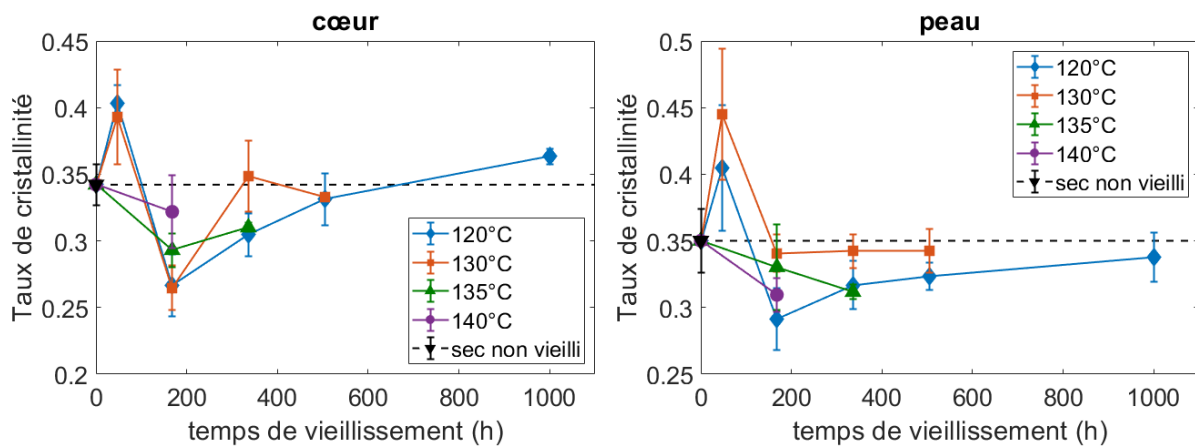 cœur
Taux de cristallinité
0.45
0.4
0.35
0.3
0.25
0.2
120°C
130°C
135°C
140°C
sec non vieilli
0 200 400 600 800 1000
temps de vieillissement (h)
peau
Taux de cristallinité
0.5
0.45
0.4
0.35
0.3
0.25
120°C
130°C
135°C
140°C
sec non vieilli
0 200 400 600 800 1000
temps de vieillissement (h)